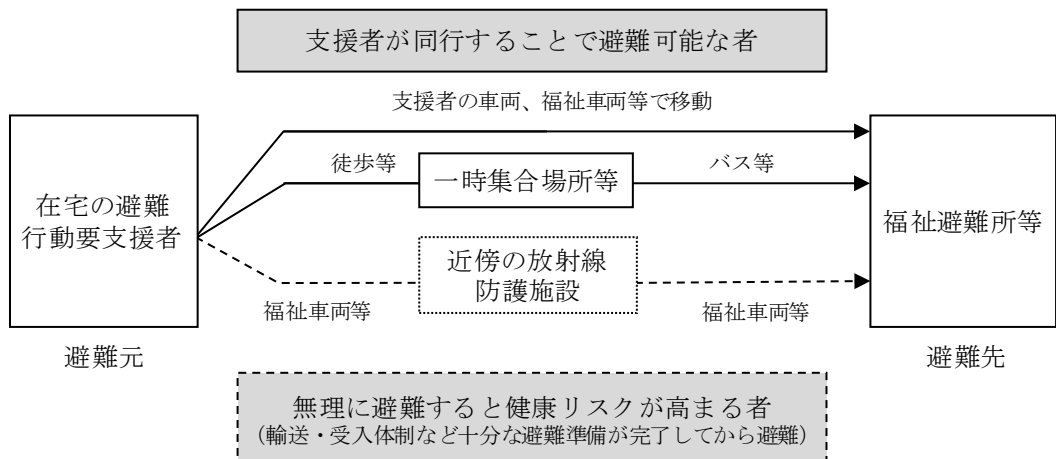 支援者が同行することで避難可能な者
支援者の車両、福祉車両等で移動
徒歩等
一時集合場所等
バス等
在宅の避難
行動要支援者
福祉避難所等
近傍の放射線
防護施設
福祉車両等
福祉車両等
避難元
避難先
無理に避難すると健康リスクが高まる者
（輸送・受入体制など十分な避難準備が完了してから避難）